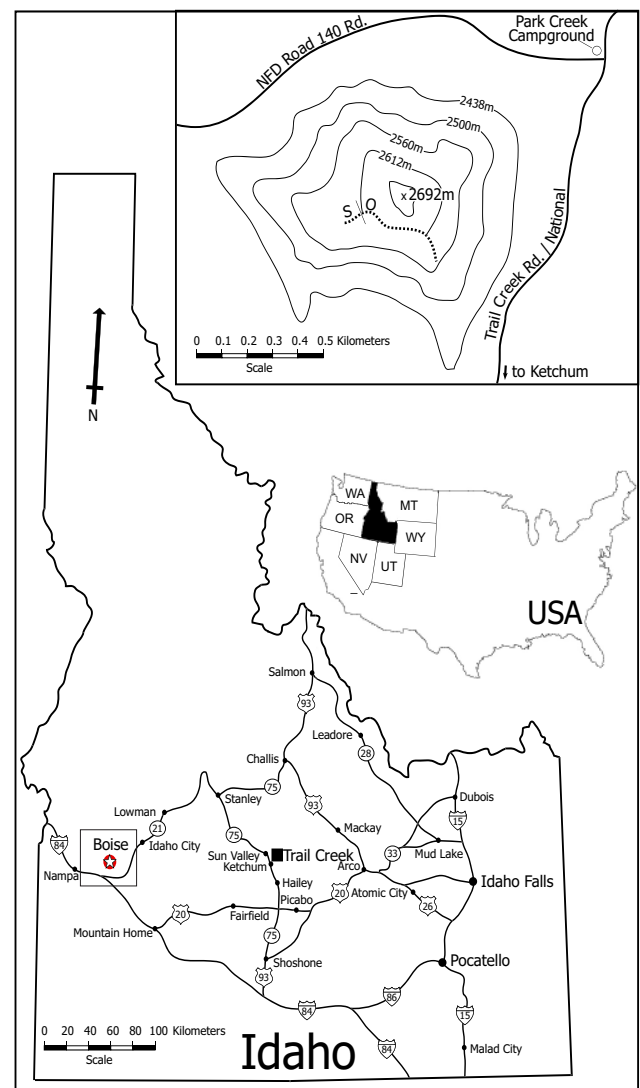 Park Creek
Campground
NFD Road 140 Rd.
2438m
2500m
2560m
2612m
x 2692m
S O
Trail Creek Rd. / National
0 0.1 0.2 0.3 0.4 0.5 Kilometers
Scale
to Ketchum
N
WA
MT
OR
WY
NV
UT
USA
Salmon
93
Leadore
28
Challis
75
Stanley
93
Dubois
15
Lowman
21
Idaho City
Boise
84
Nampa
75
Mackay
33
Mud Lake
Sun Valley
Ketchum
Trail Creek
Arco
Hailey
Idaho Falls
20
Atomic City
26
Picabo
20
Fairfield
Mountain Home
75
Shoshone
93
Pocatello
86
84
15
84
Malad City
0 20 40 60 80 100 Kilometers
Scale
Idaho